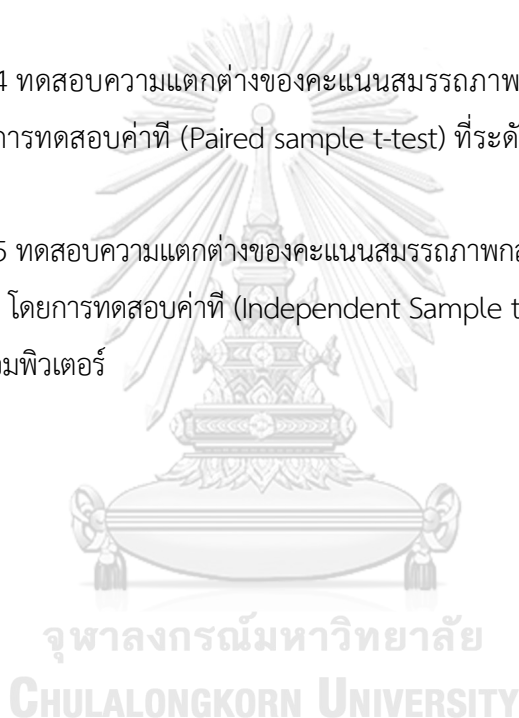 4 ทดสอบความแตกต่างของคะแนนสมรรถภาพ
การทดสอบค่าที (Paired sample t-test) ที่ระดั
5 ทดสอบความแตกต่างของคะแนนสมรรถภาพกล
โดยการทดสอบค่าที (Independent Sample t
อมพิวเตอร์
จุฬาลงกรณ์มหาวิทยาลัย
CHULALONGKORN UNIVERSITY